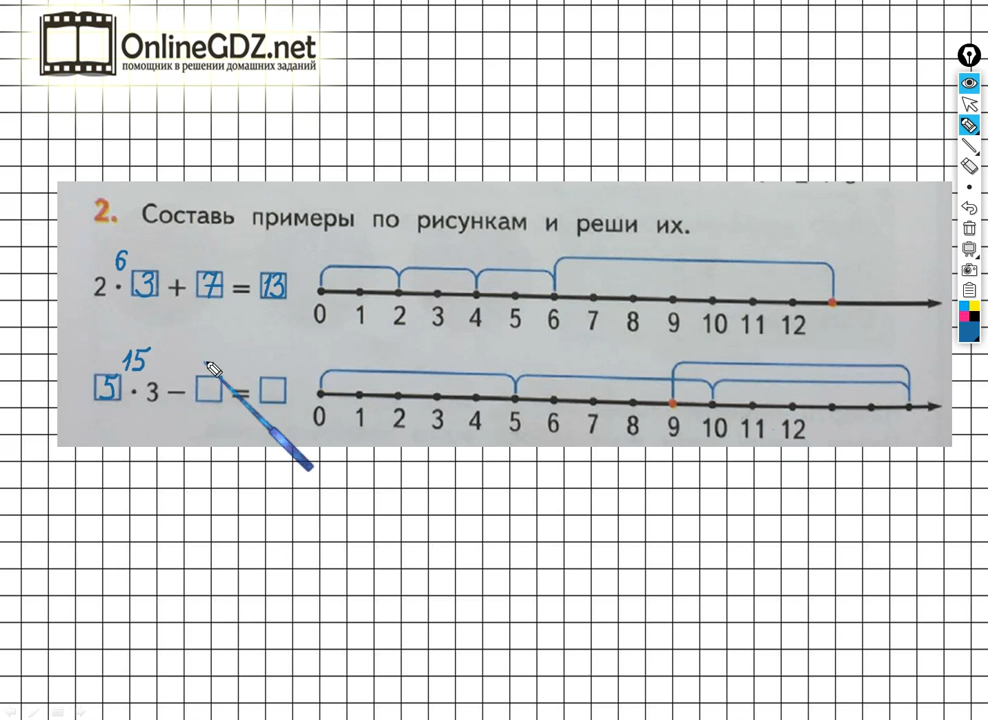 OnlineGDZ.net
помощник в решении домашних заданий
2. Составь примеры по рисункам и реши их.
6
2 · 3 + 7 = 13
0 1 2 3 4 5 6 7 8 9 10 11 12
15
5 · 3 − □ = □
0 1 2 3 4 5 6 7 8 9 10 11 12